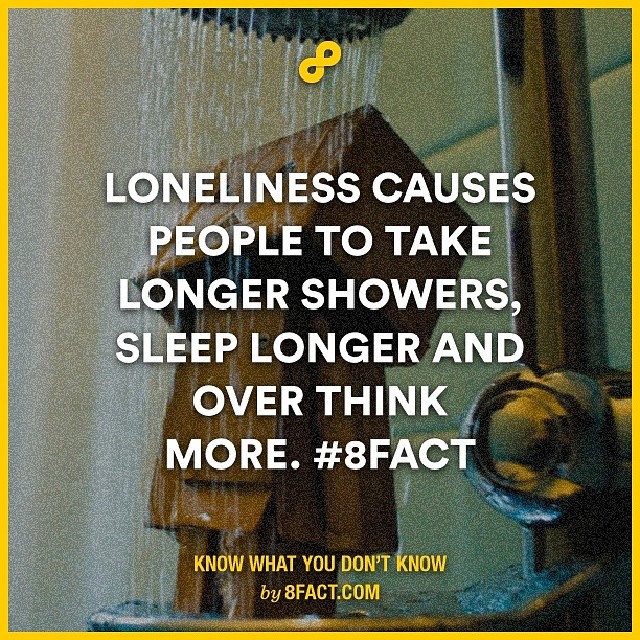 LONELINESS CAUSES
PEOPLE TO TAKE
LONGER SHOWERS,
SLEEP LONGER AND
OVER THINK
MORE. #8FACT
KNOW WHAT YOU DON'T KNOW
by 8FACT.COM